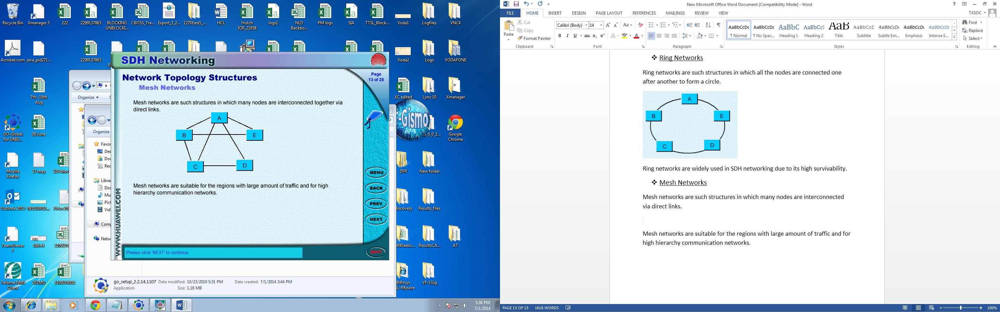 Recycle Bin
Xmanager 3
222
2299137863
BLOCKING UNBLOCKI...
CBOSS_Tra...
Export_3_2...
1270East1_...
HCL
Hutch IOR_21858
logs1
NLD Backbo...
PM logs
SIA
TTSL_Block...
Voda1
Logfiles
VNC4
Acrobat.com
java_pid271...
2299137863
Voda2
Logs
VODAFONE
7th -18th Aug
XC edited
Lync 10
Xmanager
GO-Global for UNIX...
08 June
Google Chrome
Mozilla Firefox
27 may
329 bloc
DFR
New folder
Outlook 2013
091GURG1...
714oc200
discovery
Results_files
TeamViewer 7
188.44
1109274
490aebc...
ResultsCA...
AT
Telsima NMS Client
202MD
1109274911
INfosys
SL-Mysore
VF-1Gig
-Gismo
Organize
Organize
Favor
Des
Dov
Rec
Librar
Doc
Mu
Pict
Vid
Comp
Netw
SDH Networking
Page
13 of 25
Network Topology Structures
Mesh Networks
Mesh networks are such structures in which many nodes are interconnected together via
direct links.
A
B
E
C
D
Mesh networks are suitable for the regions with large amount of traffic and for high
hierarchy communication networks.
WWW.HUAWEI.COM
MENU
BACK
PREV
NEXT
QUIT
Please click 'NEXT' to continue.
go_setup_2.2.14.1107 Date modified: 10/23/2010 5:31 PM Date created: 7/1/2014 3:44 PM
Application Size: 1.18 MB
5:36 PM
7/1/2014
New Microsoft Office Word Document [Compatibility Mode] - Word
FILE HOME INSERT DESIGN PAGE LAYOUT REFERENCES MAILINGS REVIEW VIEW
TXSOC
Paste
Cut
Copy
Format Painter
Clipboard
Calibri (Body) 14
Font
Paragraph
AaBbCcDc AaBbCcDc AaBbC AaBbCc AaB AaBbCcD AaBbCcDc AaBbCcDc AaBbCcDc
¶ Normal ¶ No Spac... Heading 1 Heading 2 Title Subtitle Subtle Em... Emphasis Intense E...
Styles
Find
Replace
Select
Editing
❖ Ring Networks
Ring networks are such structures in which all the nodes are connected one
after another to form a circle.
A
B
E
C
D
Ring networks are widely used in SDH networking due to its high survivability.
❖ Mesh Networks
Mesh networks are such structures in which many nodes are interconnected
via direct links.
Mesh networks are suitable for the regions with large amount of traffic and for
high hierarchy communication networks.
PAGE 13 OF 13 1618 WORDS
100%